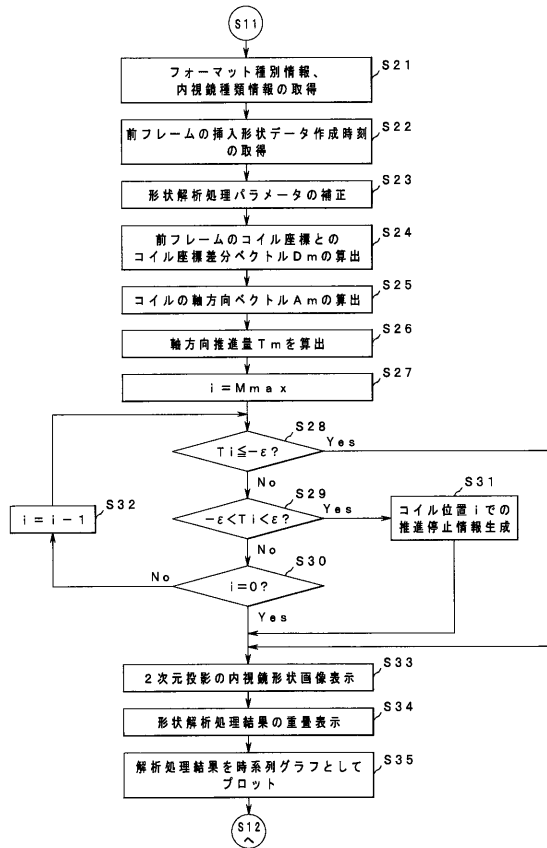 S11
フォーマット種別情報、
内視鏡種類情報の取得
S21
前フレームの挿入形状データ作成時刻
の取得
S22
形状解析処理パラメータの補正
S23
前フレームのコイル座標との
コイル座標差分ベクトルDmの算出
S24
コイルの軸方向ベクトルAmの算出
S25
軸方向推進量Tmを算出
S26
i=Mmax
S27
Ti≦-ε?
S28
Yes
No
-ε<Ti<ε?
S29
Yes
No
コイル位置iでの
推進停止情報生成
S31
i=i-1
S32
i=0?
S30
No
Yes
2次元投影の内視鏡形状画像表示
S33
形状解析処理結果の重畳表示
S34
解析処理結果を時系列グラフとして
プロット
S35
S12
へ